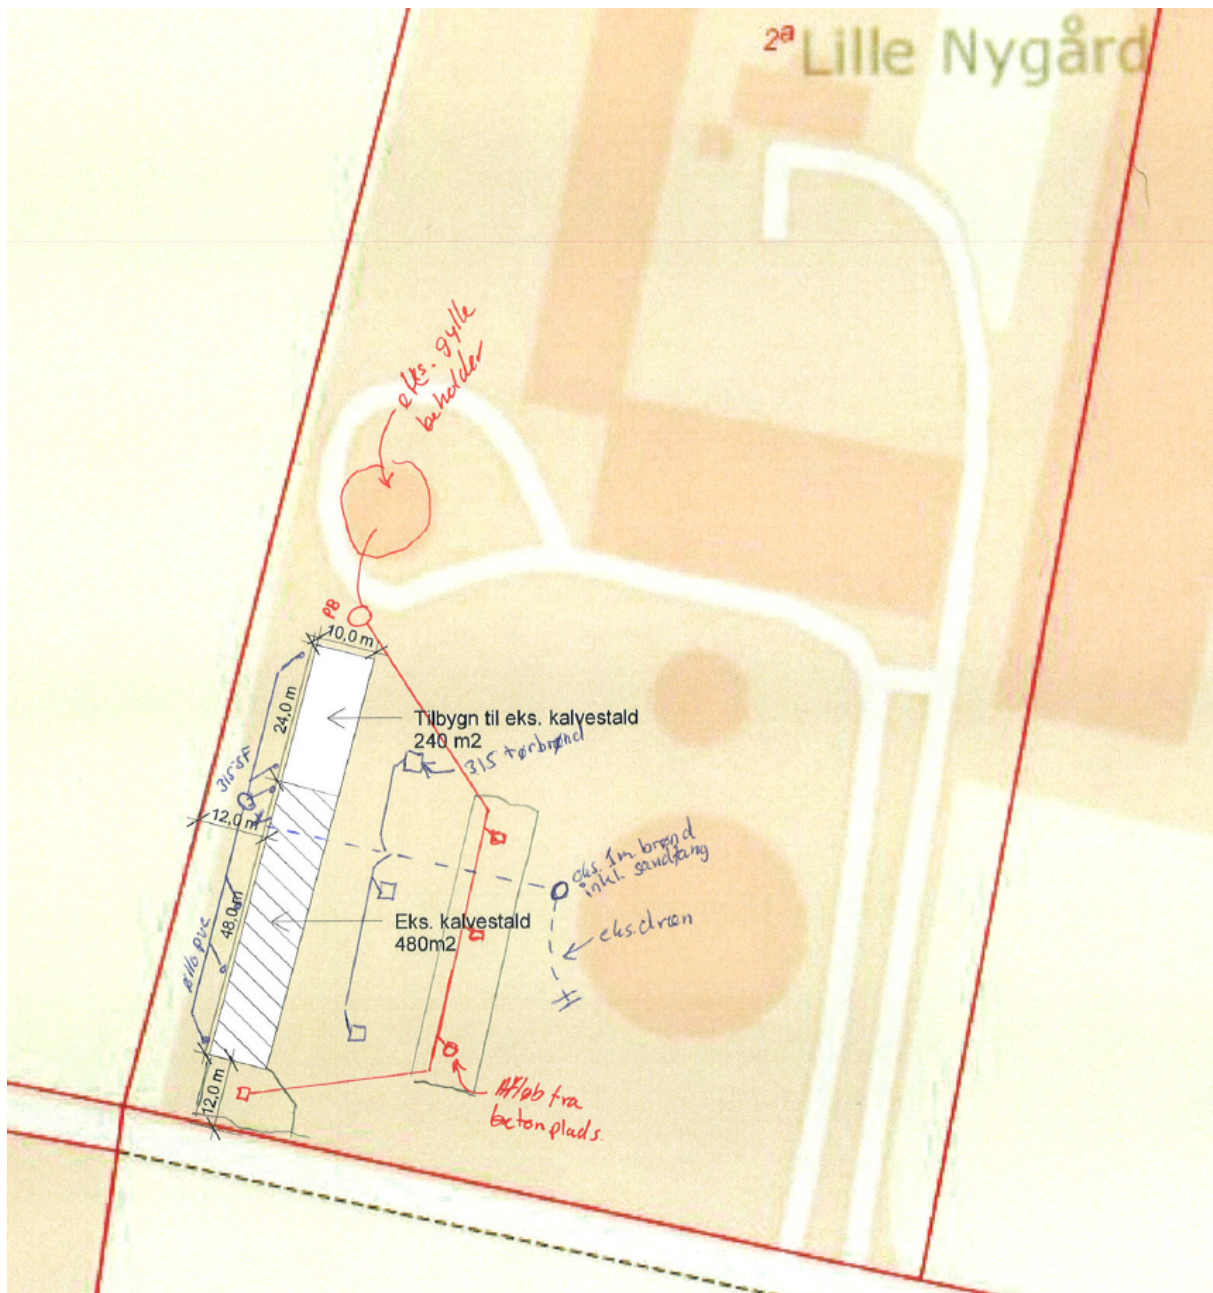 2a Lille Nygård
eks. gylle
beholder
PB
10,0 m
24,0 m
Tilbygn til eks. kalvestald
240 m2
315 tørbrønd
315 SF
12,0 m
eks. 1m brønd
inkl. sandfang
48,0 m
Eks. kalvestald
480m2
eks. dræn
ø110 pvc
12,0 m
Afløb fra
betonplads.